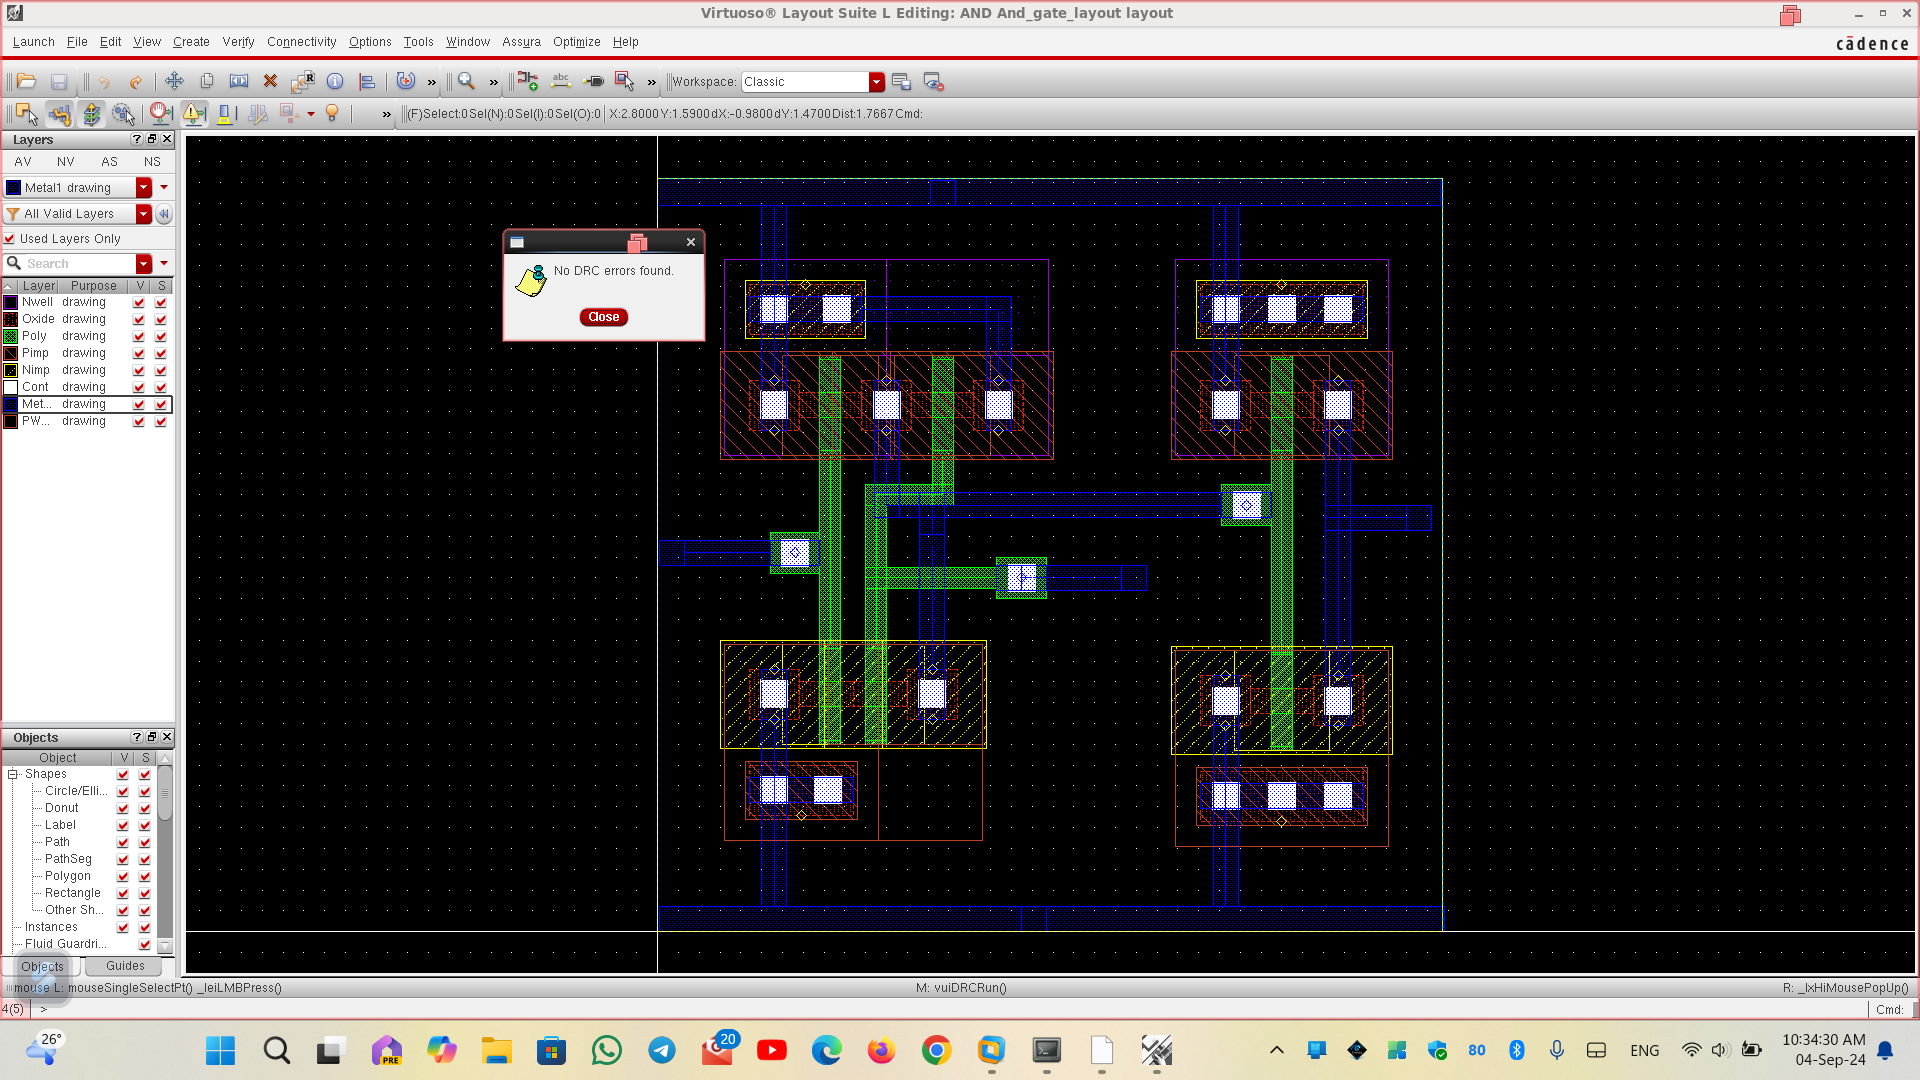 Virtuoso® Layout Suite L Editing: AND And_gate_layout layout
Launch File Edit View Create Verify Connectivity Options Tools Window Assura Optimize Help
cādence
abc
R
» » » Workspace: Classic
» (F)Select:0 Sel(N):0 Sel(I):0 Sel(O):0 X:2.8000 Y:1.5900 dX:-0.9800 dY:1.4700 Dist:1.7667 Cmd:
Layers ?
AV NV AS NS
Metal1 drawing
All Valid Layers
Used Layers Only
Search
Layer Purpose V S
Nwell drawing
Oxide drawing
Poly drawing
Pimp drawing
Nimp drawing
Cont drawing
Met... drawing
PW... drawing
No DRC errors found.
Close
Objects ?
Object V S
Shapes
Circle/Elli...
Donut
Label
Path
PathSeg
Polygon
Rectangle
Other Sh...
Instances
Fluid Guardri...
Objects Guides
mouse L: mouseSingleSelectPt() _leiLMBPress() M: vuiDRCRun() R: _lxHiMousePopUp()
4(5) > Cmd:
26° PRE 20 80 ENG 10:34:30 AM
04-Sep-24